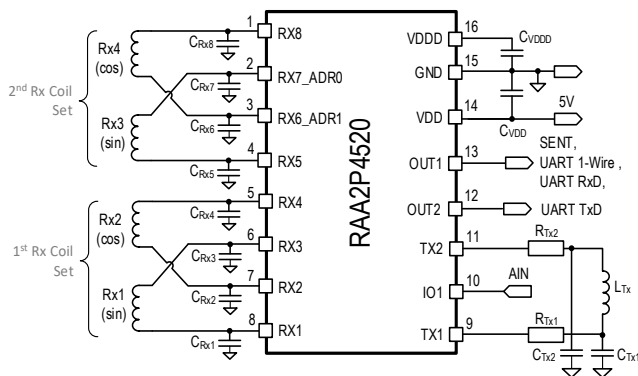 1
RX8
Rx4
(cos)
CRx8
2
RX7_ADR0
CRx7
2nd Rx Coil
Set
3
RX6_ADR1
CRx6
Rx3
(sin)
4
RX5
CRx5
5
RX4
Rx2
(cos)
CRx4
6
RX3
CRx3
1st Rx Coil
Set
7
RX2
CRx2
Rx1
(sin)
8
RX1
CRx1
RAA2P4520
VDDD
16
CVDDD
GND
15
VDD
14
CVDD
5V
OUT1
13
SENT,
UART 1-Wire ,
UART RxD,
OUT2
12
UART TxD
TX2
11
RTx2
LTx
IO1
10
AIN
TX1
9
RTx1
CTx2
CTx1